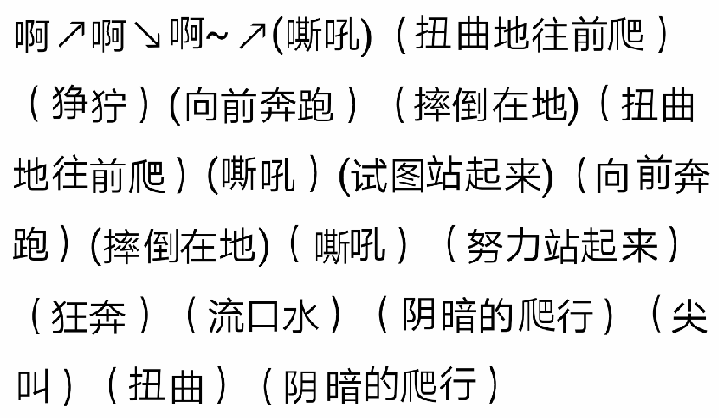 啊↗啊↘啊~↗(嘶吼)（扭曲地往前爬）
（狰狞）(向前奔跑）（摔倒在地)（扭曲
地往前爬）(嘶吼）(试图站起来)（向前奔
跑）(摔倒在地)（嘶吼）（努力站起来）
（狂奔）（流口水）（阴暗的爬行）（尖
叫）（扭曲）（阴暗的爬行）